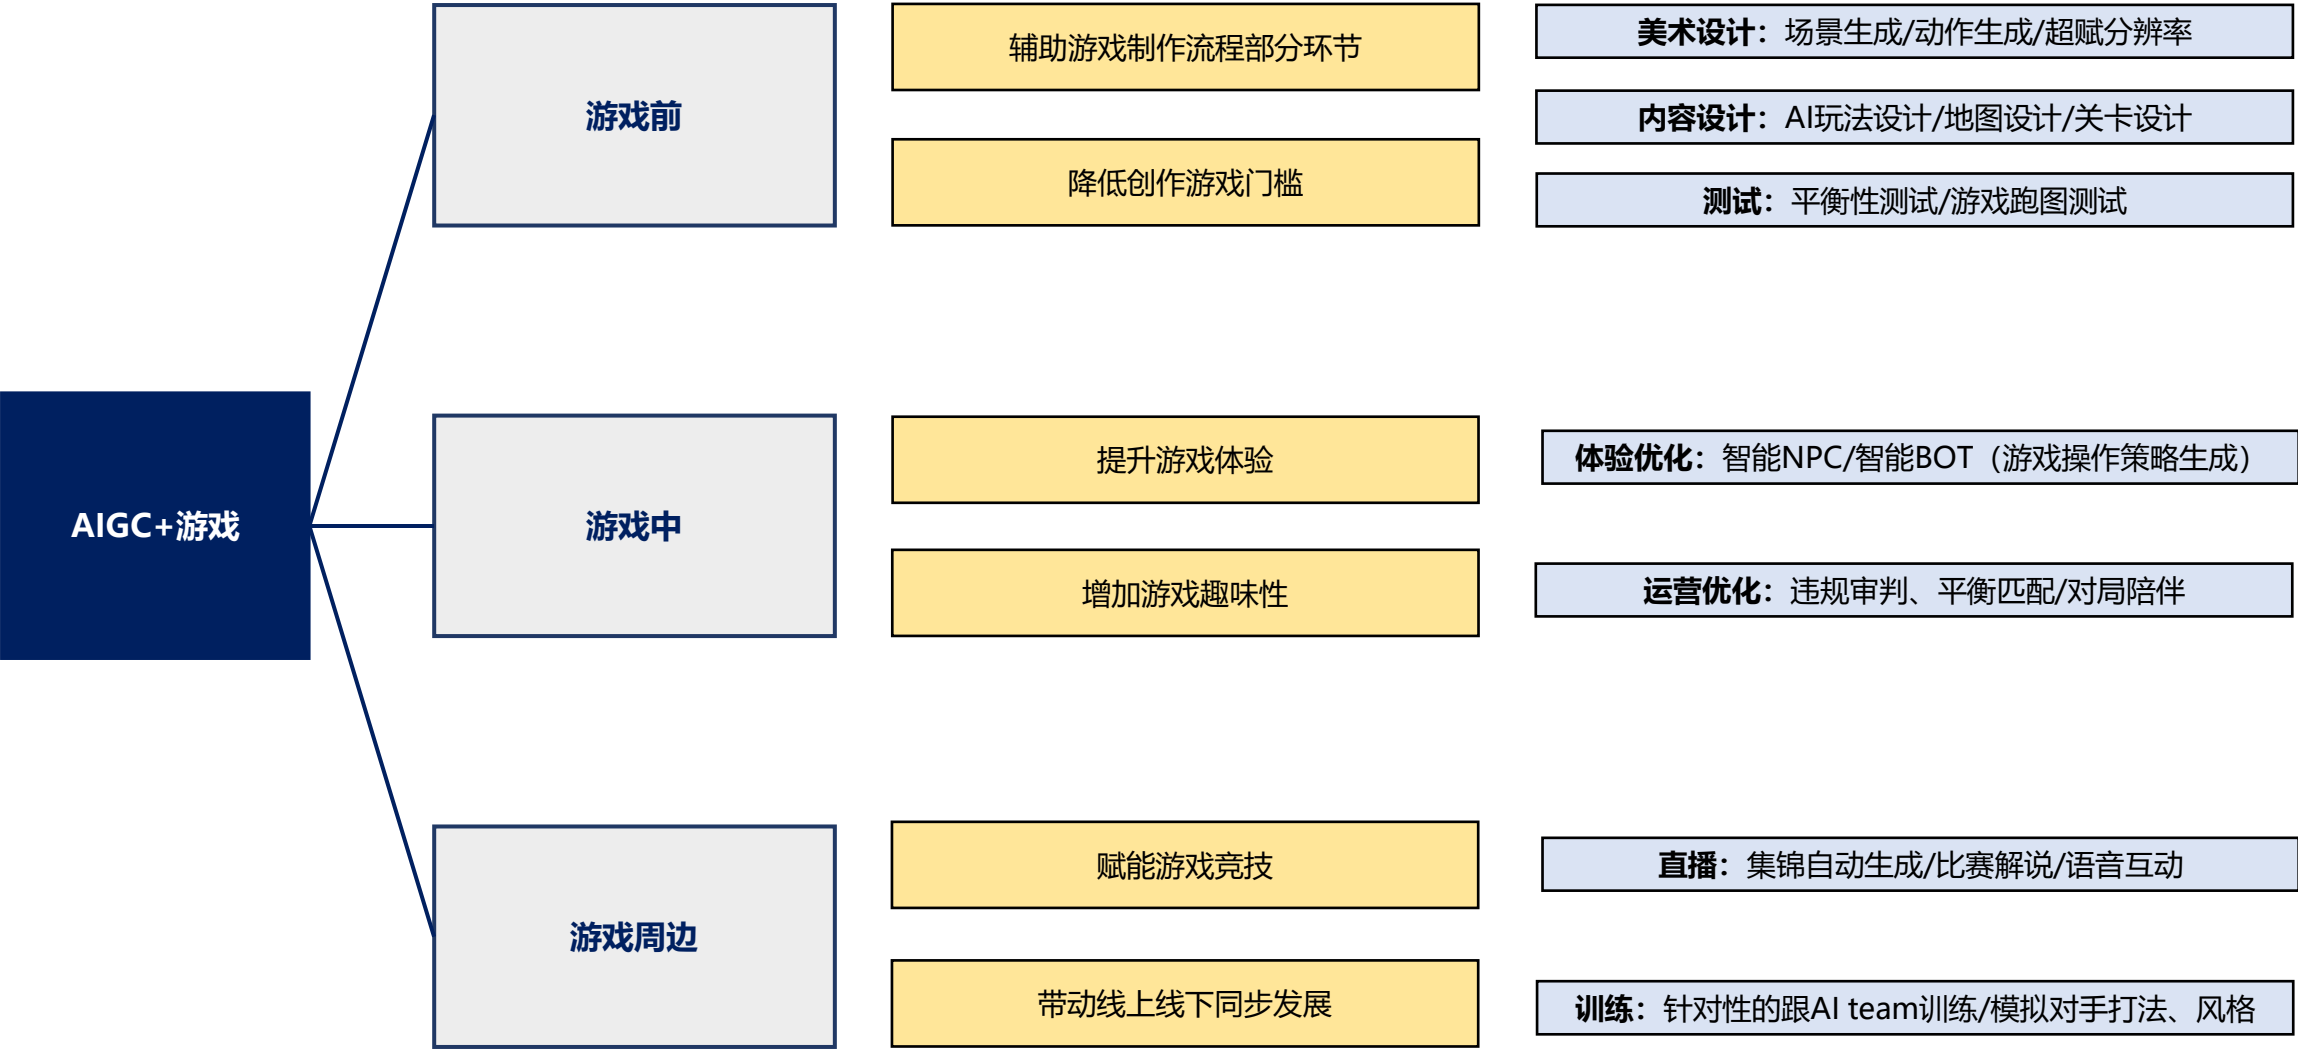 AIGC+游戏
游戏前
辅助游戏制作流程部分环节
降低创作游戏门槛
美术设计：场景生成/动作生成/超赋分辨率
内容设计：AI玩法设计/地图设计/关卡设计
测试：平衡性测试/游戏跑图测试
游戏中
提升游戏体验
增加游戏趣味性
体验优化：智能NPC/智能BOT（游戏操作策略生成）
运营优化：违规审判、平衡匹配/对局陪伴
游戏周边
赋能游戏竞技
带动线上线下同步发展
直播：集锦自动生成/比赛解说/语音互动
训练：针对性的跟AI team训练/模拟对手打法、风格